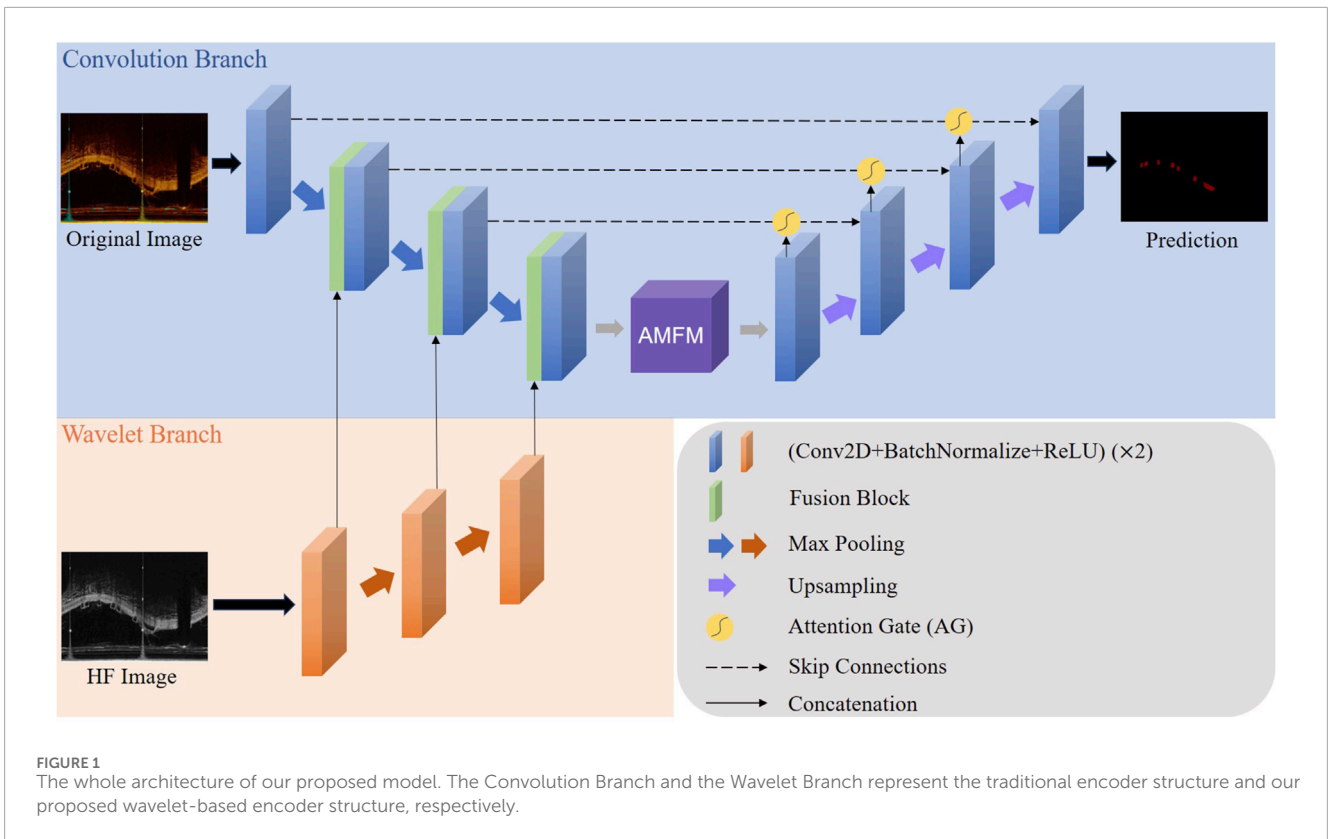 Convolution Branch
Original Image
Prediction
AMFM
Wavelet Branch
HF Image
(Conv2D+BatchNormalize+ReLU) (×2)
Fusion Block
Max Pooling
Upsampling
Attention Gate (AG)
Skip Connections
Concatenation
FIGURE 1
The whole architecture of our proposed model. The Convolution Branch and the Wavelet Branch represent the traditional encoder structure and our
proposed wavelet-based encoder structure, respectively.